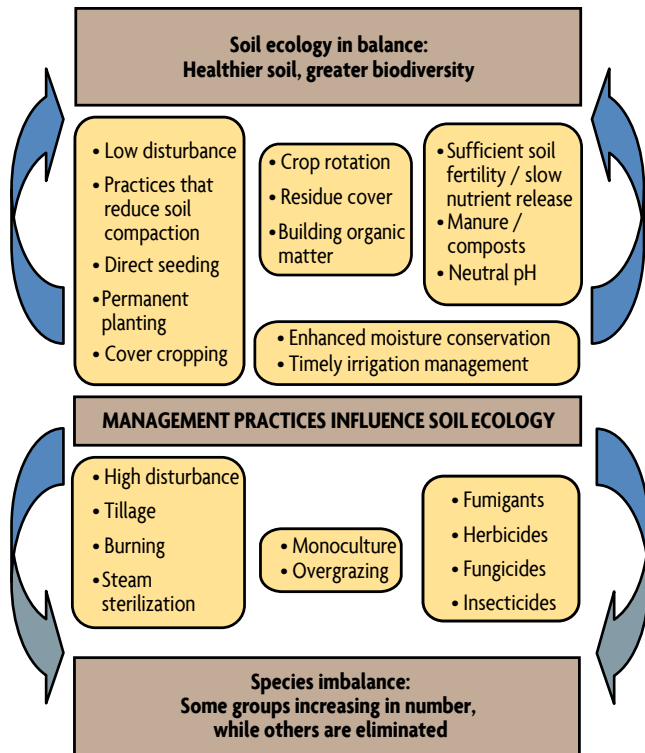 Soil ecology in balance:
Healthier soil, greater biodiversity
• Low disturbance
• Practices that
reduce soil
compaction
• Direct seeding
• Permanent
planting
• Cover cropping
• Crop rotation
• Residue cover
• Building organic
matter
• Sufficient soil
fertility / slow
nutrient release
• Manure /
composts
• Neutral pH
• Enhanced moisture conservation
• Timely irrigation management
MANAGEMENT PRACTICES INFLUENCE SOIL ECOLOGY
• High disturbance
• Tillage
• Burning
• Steam
sterilization
• Monoculture
• Overgrazing
• Fumigants
• Herbicides
• Fungicides
• Insecticides
Species imbalance:
Some groups increasing in number,
while others are eliminated